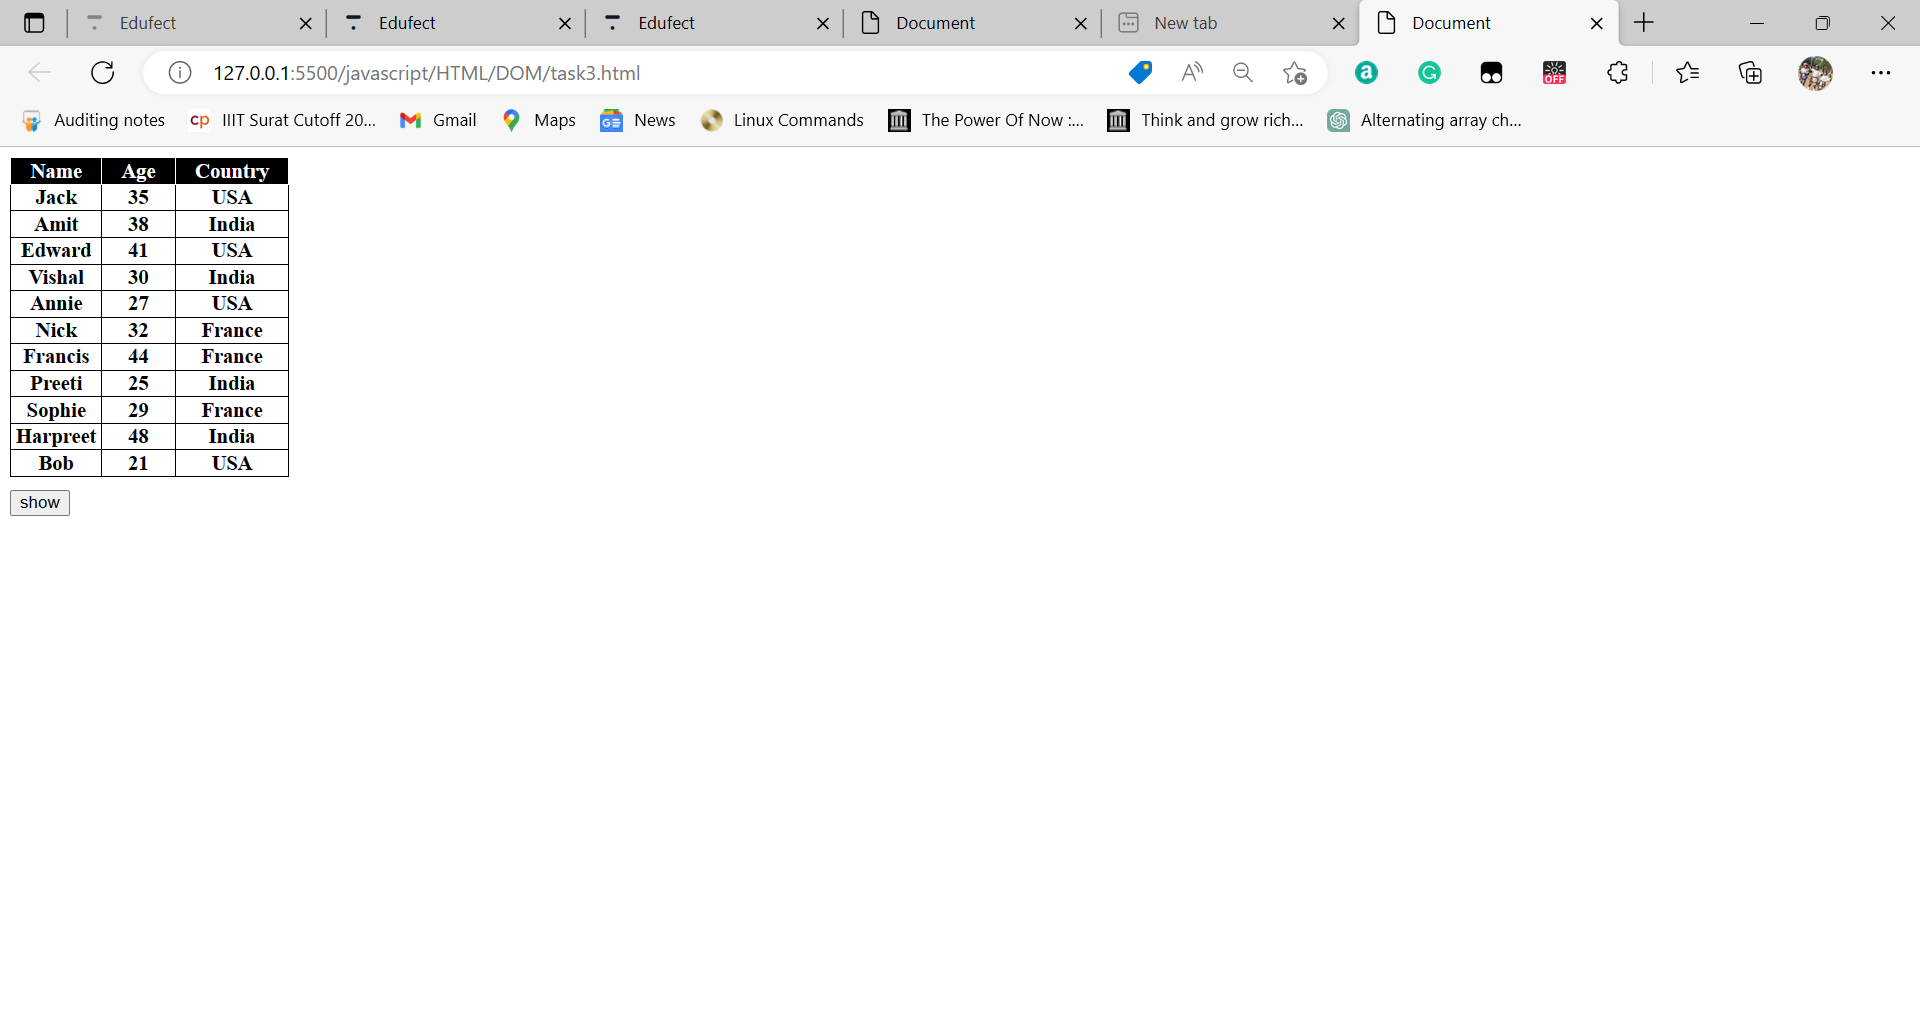 Edufect Edufect Edufect Document New tab Document
127.0.0.1:5500/javascript/HTML/DOM/task3.html
Auditing notes cp IIIT Surat Cutoff 20... Gmail Maps News Linux Commands The Power Of Now :... Think and grow rich... Alternating array ch...
Name Age Country
Jack 35 USA
Amit 38 India
Edward 41 USA
Vishal 30 India
Annie 27 USA
Nick 32 France
Francis 44 France
Preeti 25 India
Sophie 29 France
Harpreet 48 India
Bob 21 USA
show